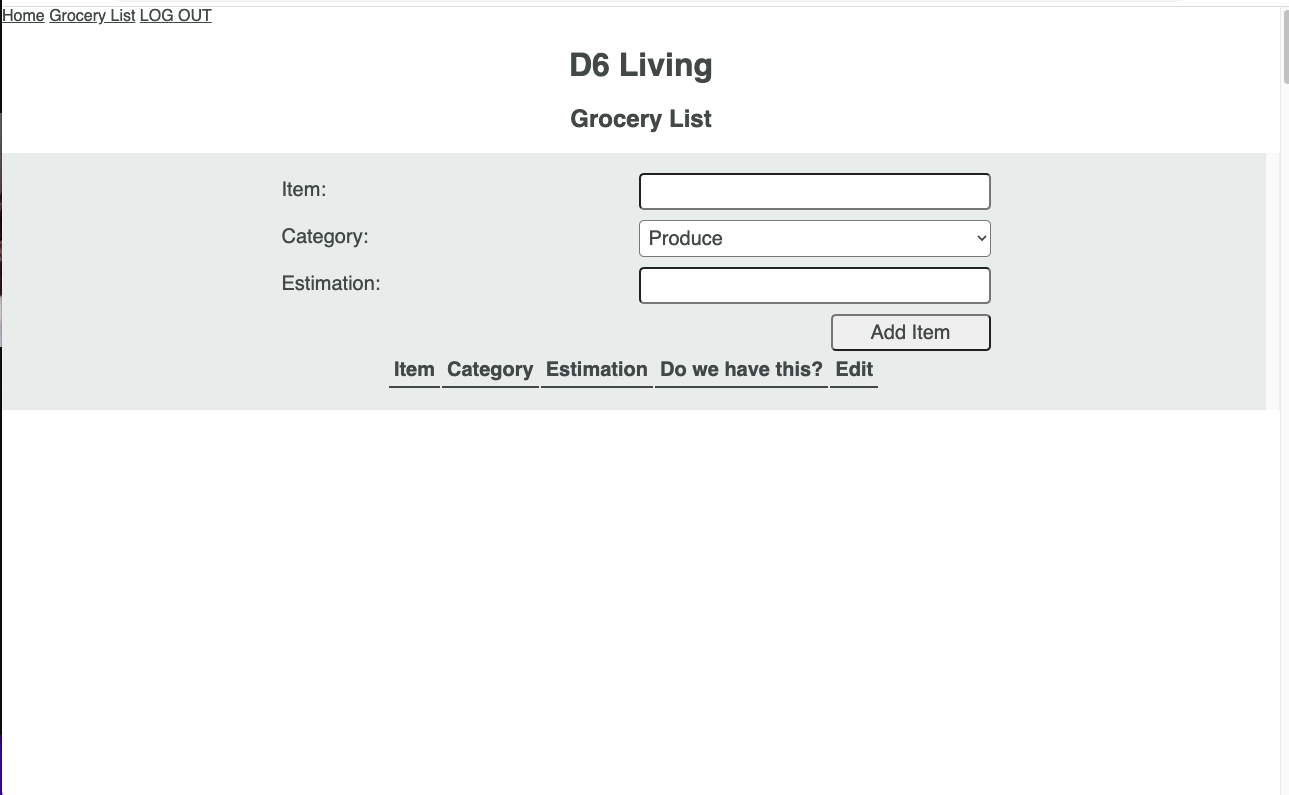 Home Grocery List LOG OUT
D6 Living
Grocery List
Item:
Category: Produce
Estimation:
Add Item
Item Category Estimation Do we have this? Edit